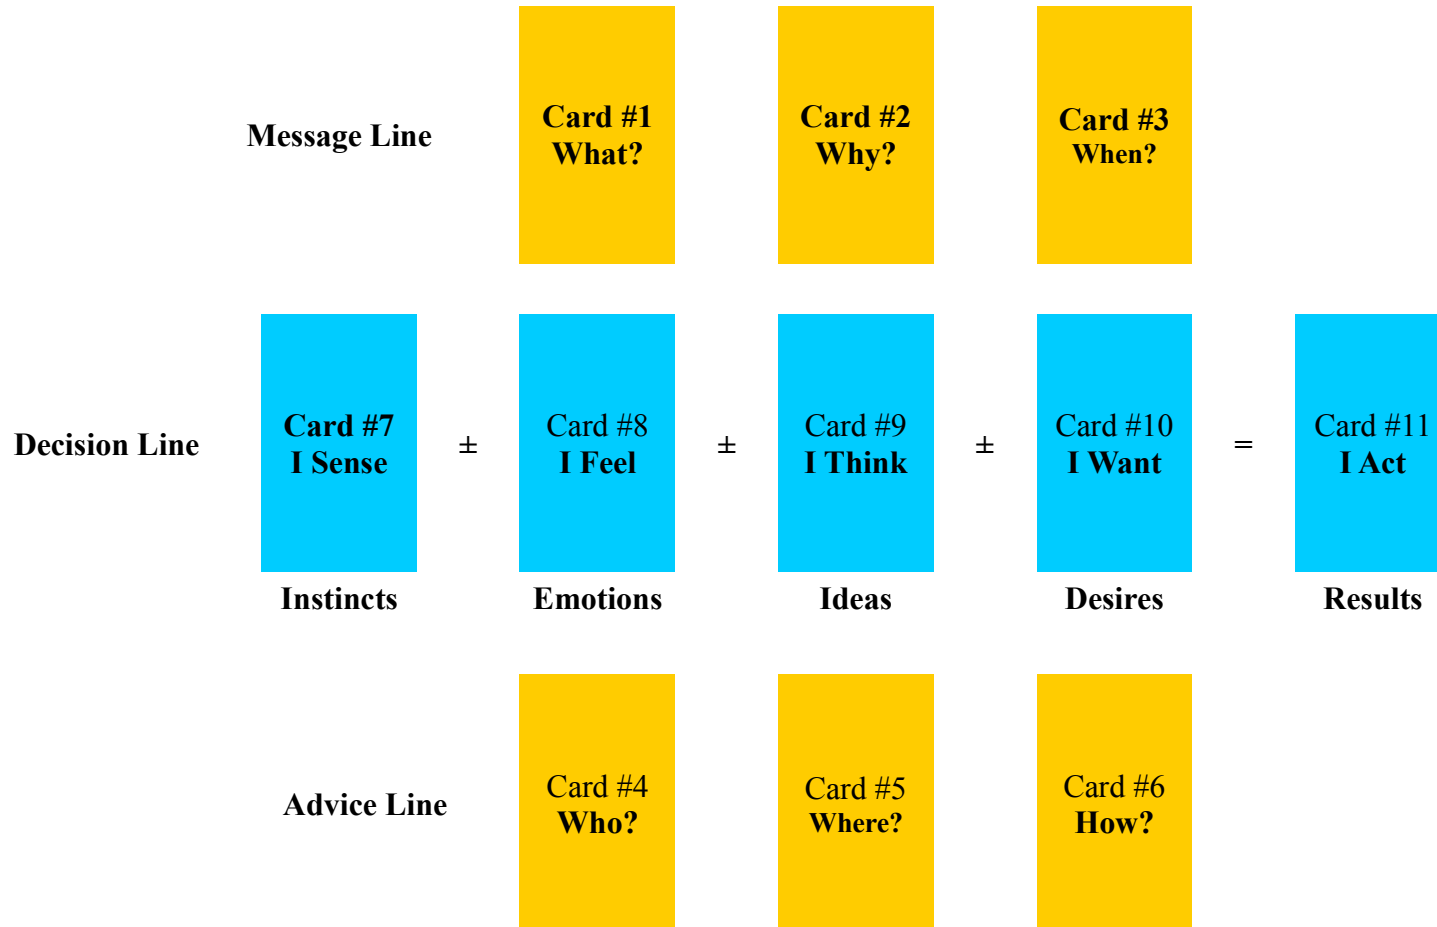 Message Line
Card #1
What?
Card #2
Why?
Card #3
When?
Decision Line
Card #7
I Sense
±
Card #8
I Feel
±
Card #9
I Think
±
Card #10
I Want
=
Card #11
I Act
Instincts
Emotions
Ideas
Desires
Results
Advice Line
Card #4
Who?
Card #5
Where?
Card #6
How?